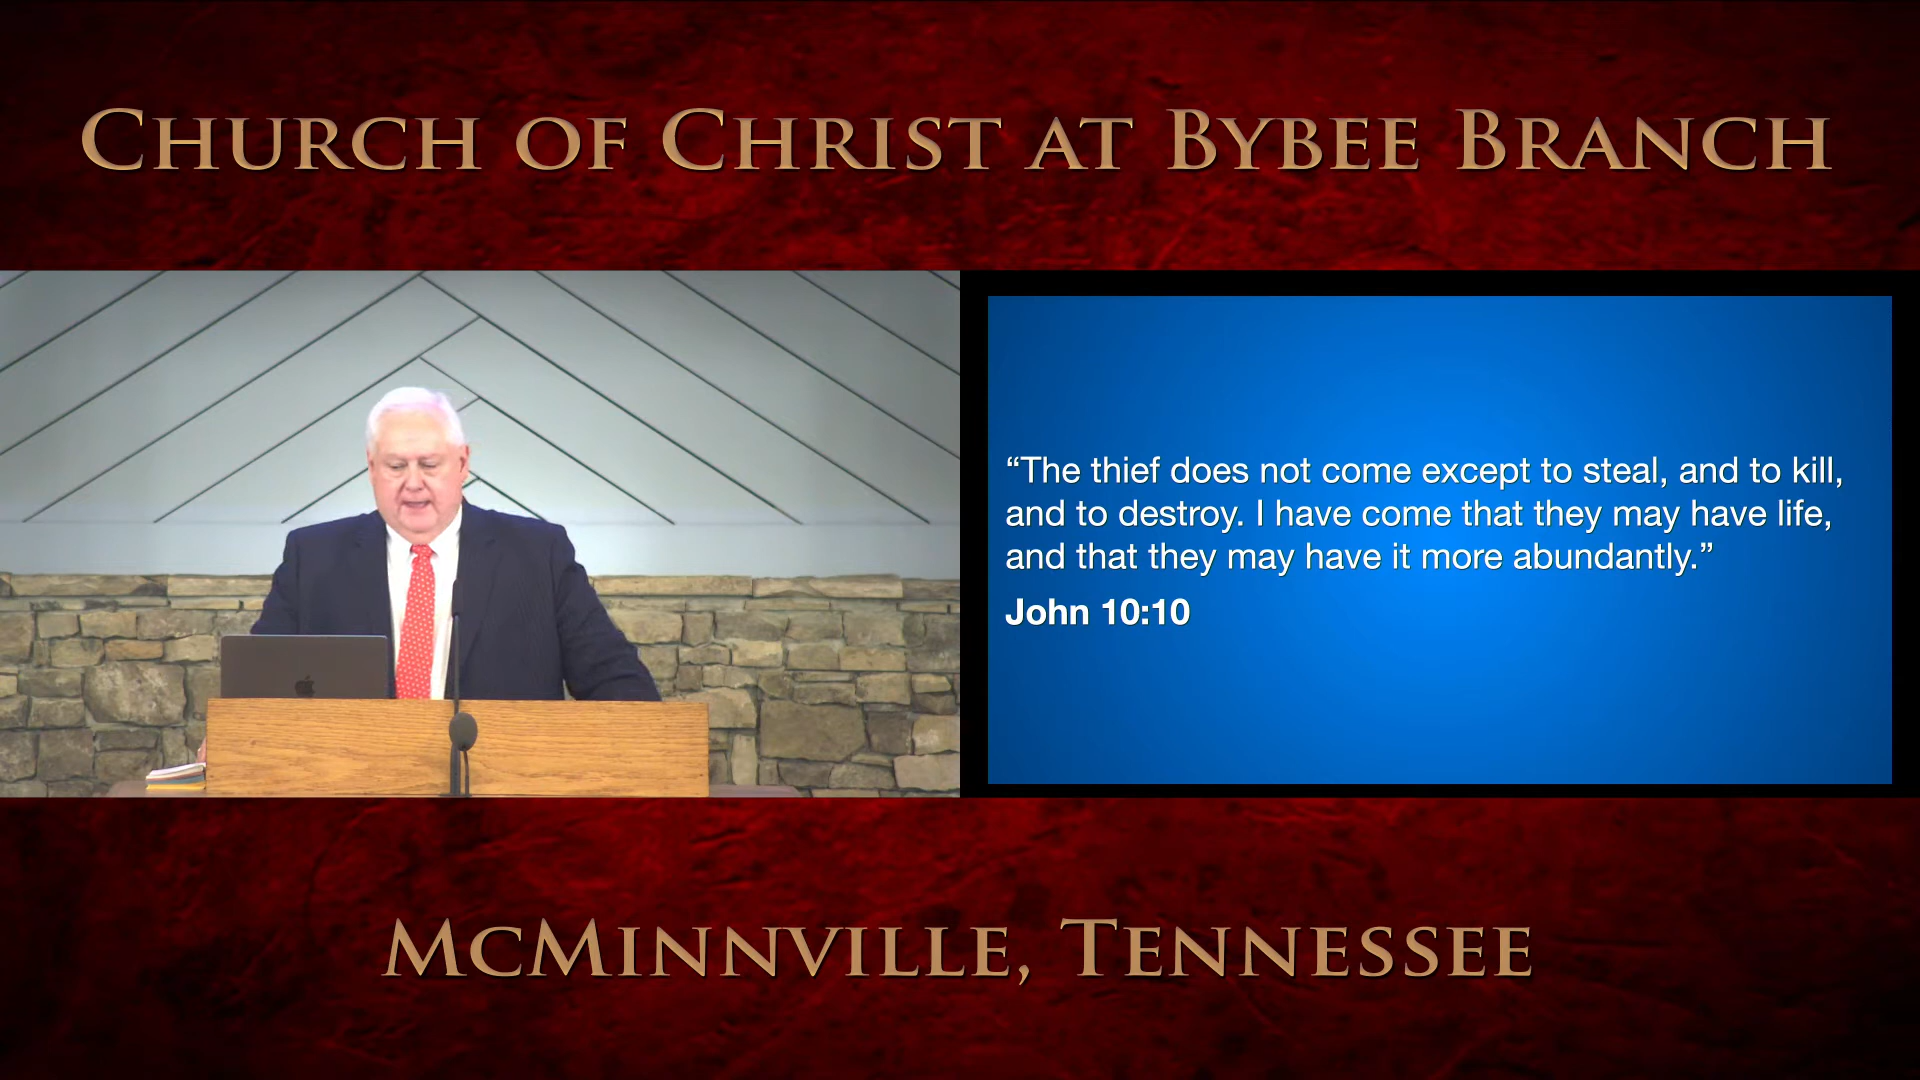 Church of Christ at Bybee Branch
“The thief does not come except to steal, and to kill,
and to destroy. I have come that they may have life,
and that they may have it more abundantly.”
John 10:10
McMinnville, Tennessee